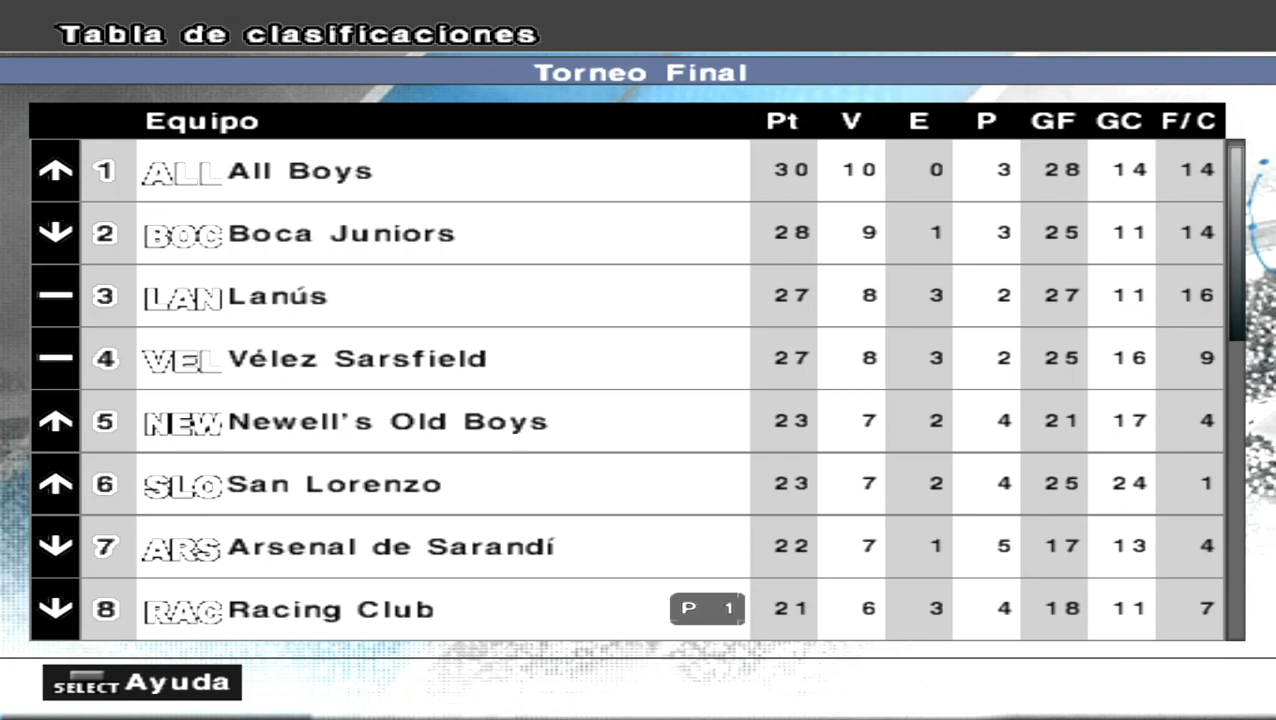 Tabla de clasificaciones
Torneo Final
Equipo Pt V E P GF GC F/C
1 ALL All Boys 30 10 0 3 28 14 14
2 BOC Boca Juniors 28 9 1 3 25 11 14
3 LAN Lanús 27 8 3 2 27 11 16
4 VEL Vélez Sarsfield 27 8 3 2 25 16 9
5 NEW Newell's Old Boys 23 7 2 4 21 17 4
6 SLO San Lorenzo 23 7 2 4 25 24 1
7 ARS Arsenal de Sarandí 22 7 1 5 17 13 4
8 RAC Racing Club P 1 21 6 3 4 18 11 7
SELECT Ayuda